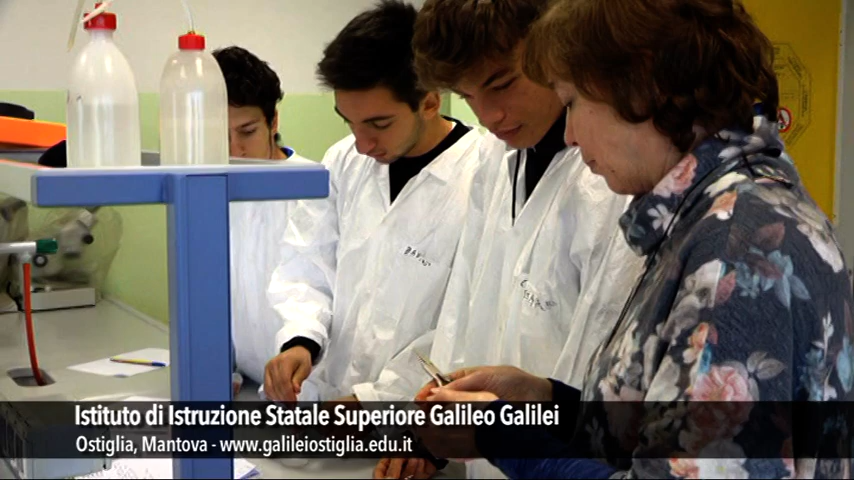 Istituto di Istruzione Statale Superiore Galileo Galilei
Ostiglia, Mantova - www.galileiostiglia.edu.it